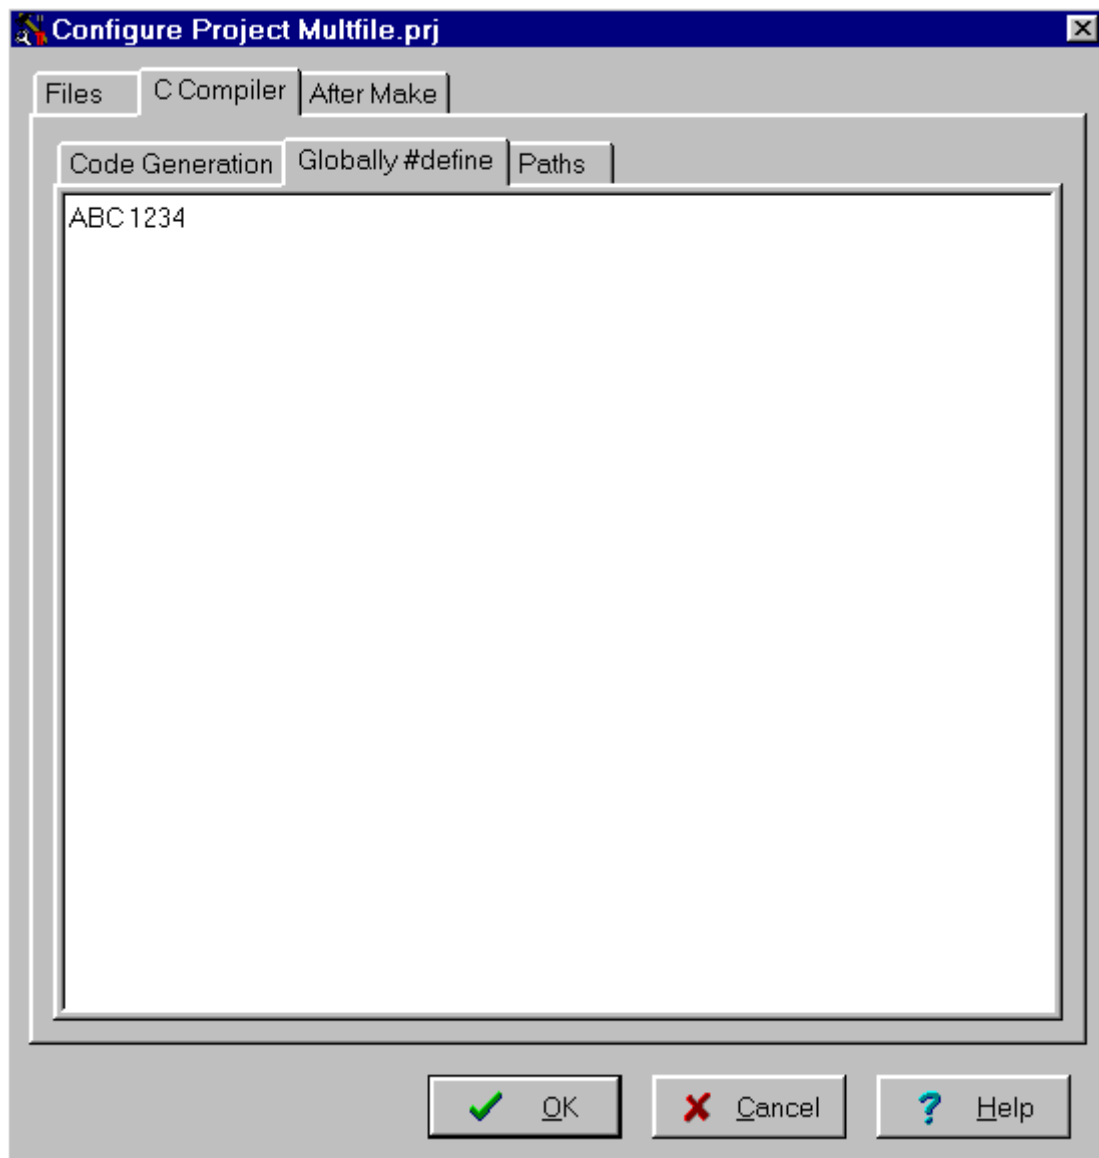 Configure Project Multfile.prj
Files C Compiler After Make
Code Generation Globally #define Paths
ABC 1234
OK Cancel Help